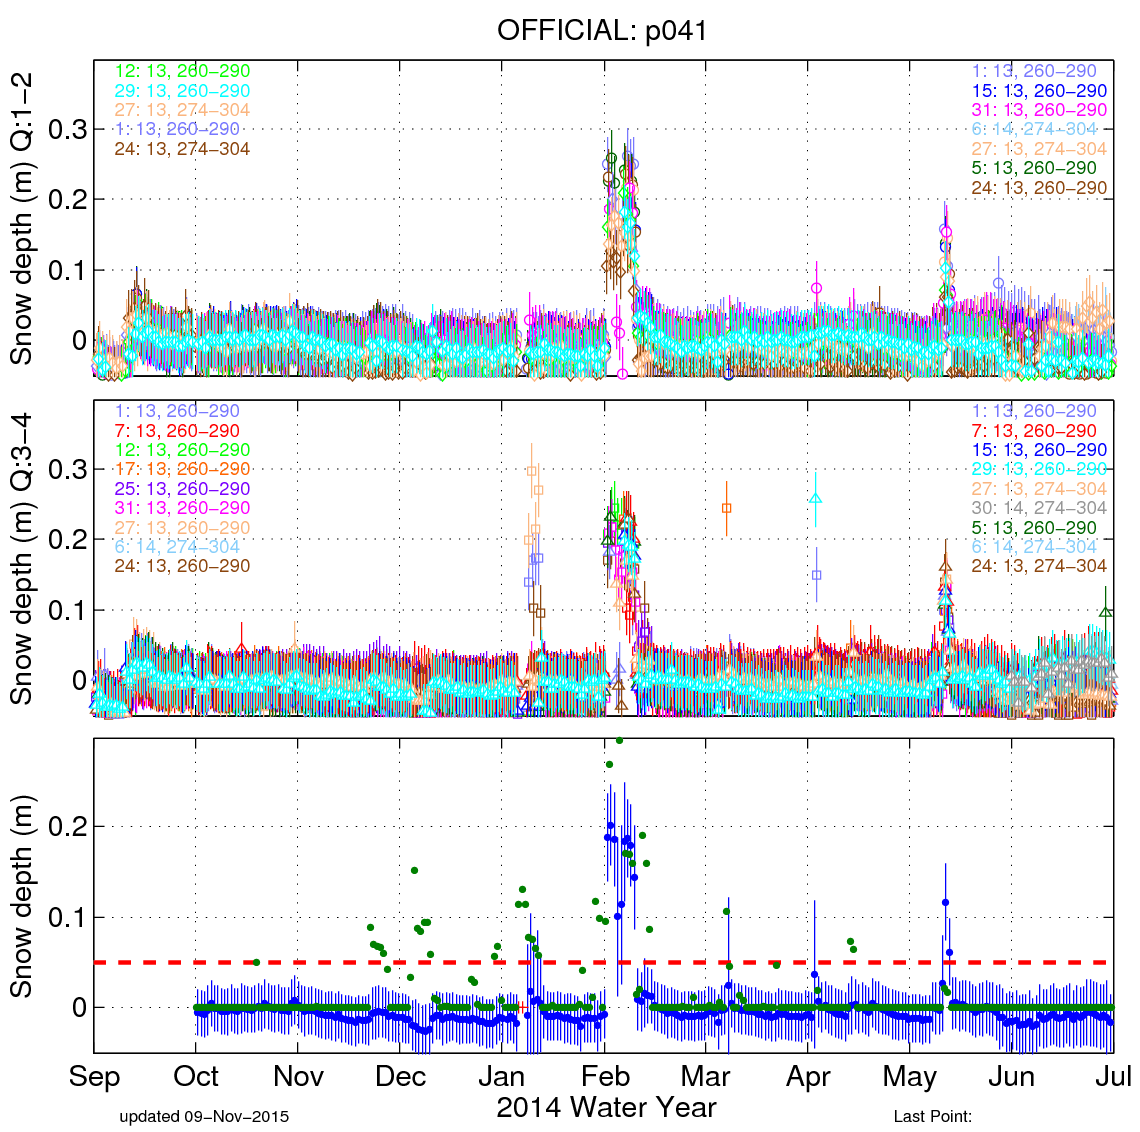 OFFICIAL: p041
Snow depth (m) Q:1−2
0.3
0.2
0.1
0
12: 13, 260−290
29: 13, 260−290
27: 13, 274−304
1: 13, 260−290
24: 13, 274−304
1: 13, 260−290
15: 13, 260−290
31: 13, 260−290
6: 14, 274−304
27: 13, 274−304
5: 13, 260−290
24: 13, 260−290
Snow depth (m) Q:3−4
0.3
0.2
0.1
0
1: 13, 260−290
7: 13, 260−290
12: 13, 260−290
17: 13, 260−290
25: 13, 260−290
31: 13, 260−290
27: 13, 260−290
6: 14, 274−304
24: 13, 260−290
1: 13, 260−290
7: 13, 260−290
15: 13, 260−290
29: 13, 260−290
27: 13, 274−304
30: 14, 274−304
5: 13, 260−290
6: 14, 274−304
24: 13, 274−304
Snow depth (m)
0.2
0.1
0
Sep Oct Nov Dec Jan Feb Mar Apr May Jun Jul
2014 Water Year
updated 09−Nov−2015
Last Point: